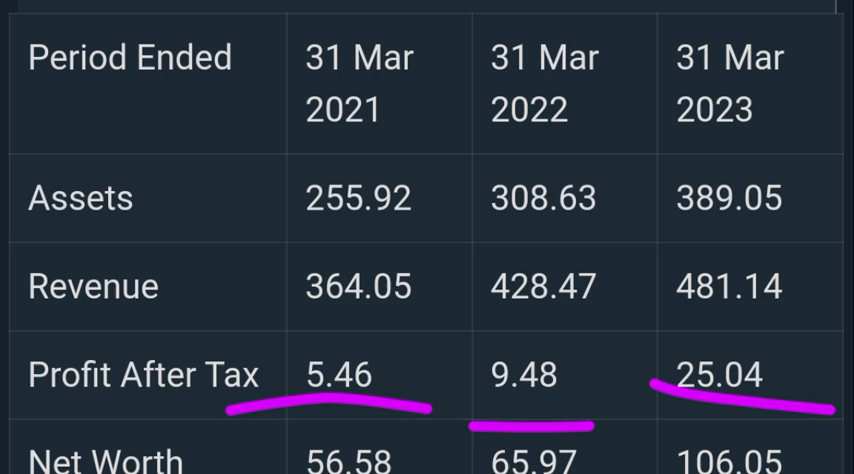 Period Ended 31 Mar 2021 31 Mar 2022 31 Mar 2023
Assets 255.92 308.63 389.05
Revenue 364.05 428.47 481.14
Profit After Tax 5.46 9.48 25.04
Net Worth 56.58 65.97 106.05